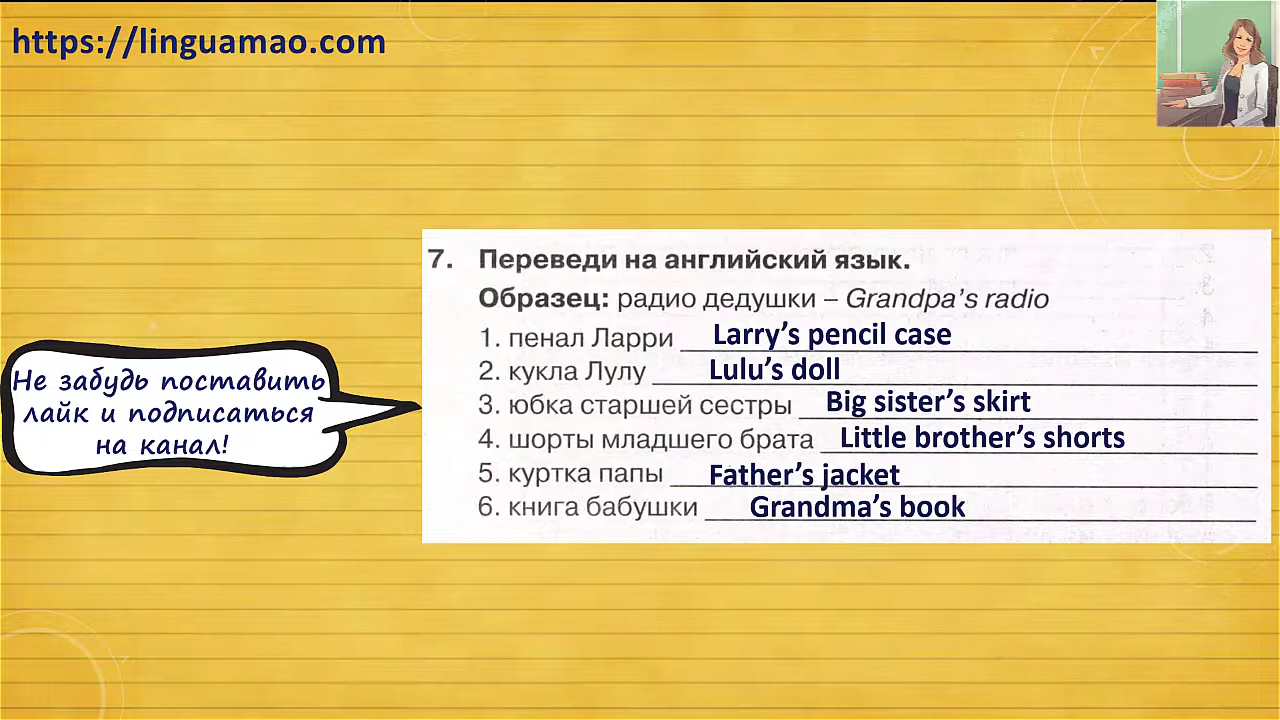 https://linguamao.com
7. Переведи на английский язык.
Образец: радио дедушки – Grandpa's radio
1. пенал Ларри Larry's pencil case
2. кукла Лулу Lulu's doll
3. юбка старшей сестры Big sister's skirt
4. шорты младшего брата Little brother's shorts
5. куртка папы Father's jacket
6. книга бабушки Grandma's book
Не забудь поставить
лайк и подписаться
на канал!